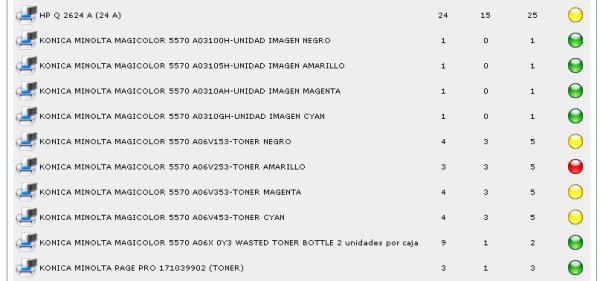 HP Q 2624 A (24 A) 24 15 25
KONICA MINOLTA MAGICOLOR 5570 A03100H-UNIDAD IMAGEN NEGRO 1 0 1
KONICA MINOLTA MAGICOLOR 5570 A03105H-UNIDAD IMAGEN AMARILLO 1 0 1
KONICA MINOLTA MAGICOLOR 5570 A0310AH-UNIDAD IMAGEN MAGENTA 1 0 1
KONICA MINOLTA MAGICOLOR 5570 A0310GH-UNIDAD IMAGEN CYAN 1 0 1
KONICA MINOLTA MAGICOLOR 5570 A06V153-TONER NEGRO 4 3 5
KONICA MINOLTA MAGICOLOR 5570 A06V253-TONER AMARILLO 3 3 5
KONICA MINOLTA MAGICOLOR 5570 A06V353-TONER MAGENTA 4 3 5
KONICA MINOLTA MAGICOLOR 5570 A06V453-TONER CYAN 4 3 5
KONICA MINOLTA MAGICOLOR 5570 A06X 0Y3 WASTED TONER BOTTLE 2 unidades por caja 9 1 2
KONICA MINOLTA PAGE PRO 171039902 (TONER) 3 1 3